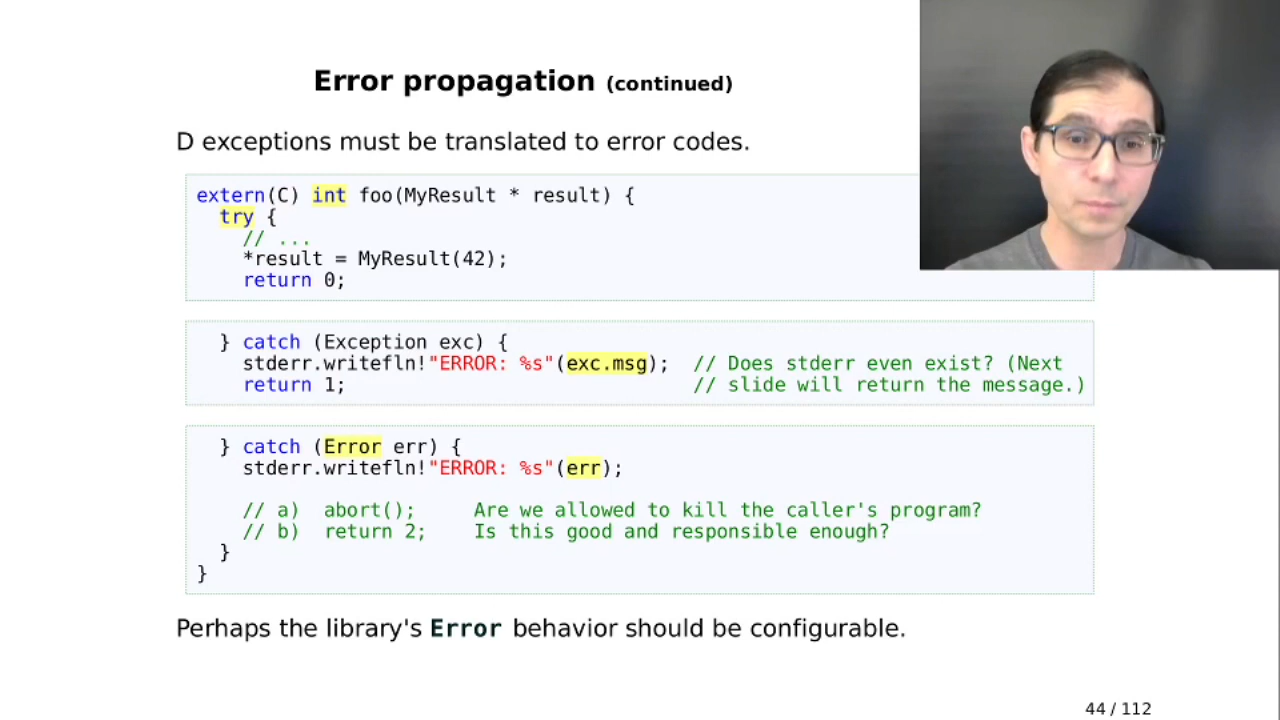 Error propagation (continued)
D exceptions must be translated to error codes.
extern(C) int foo(MyResult * result) {
try {
// ...
*result = MyResult(42);
return 0;
} catch (Exception exc) {
stderr.writefln!"ERROR: %s"(exc.msg); // Does stderr even exist? (Next
return 1; // slide will return the message.)
} catch (Error err) {
stderr.writefln!"ERROR: %s"(err);
// a) abort(); Are we allowed to kill the caller's program?
// b) return 2; Is this good and responsible enough?
}
}
Perhaps the library's Error behavior should be configurable.
44 / 112